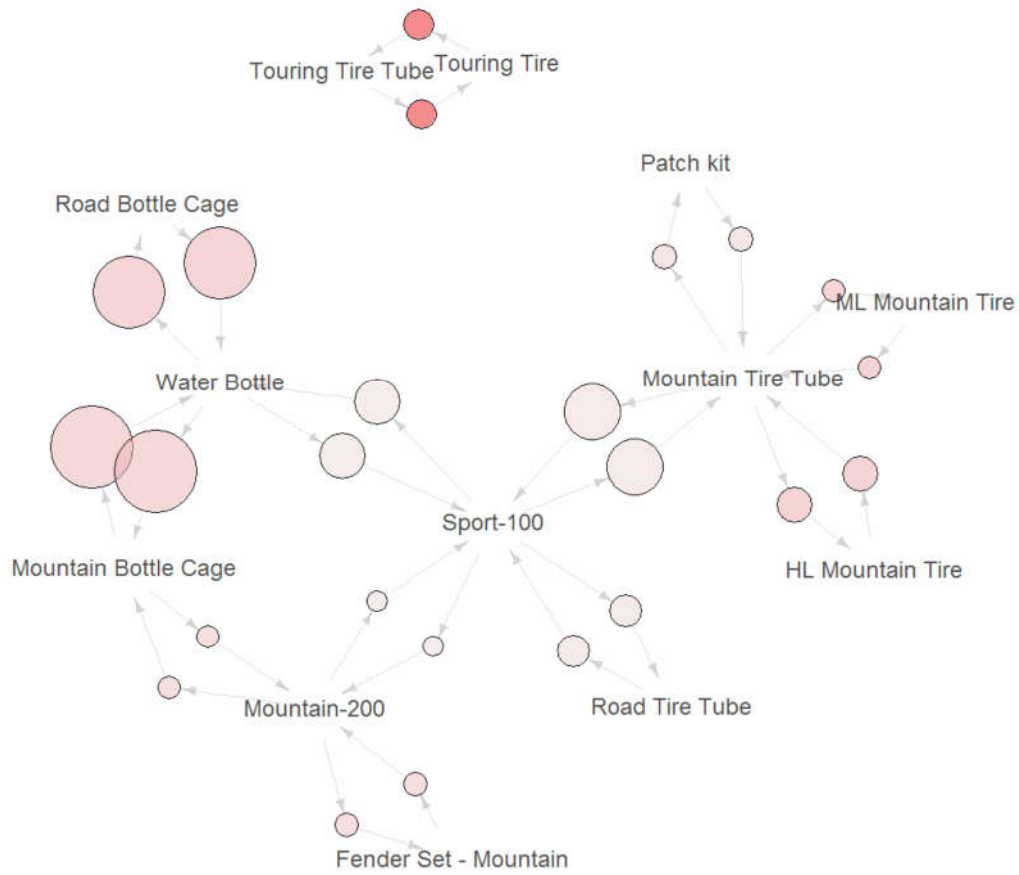 Touring Tire Tube
Touring Tire
Patch kit
Road Bottle Cage
ML Mountain Tire
Water Bottle
Mountain Tire Tube
Sport-100
Mountain Bottle Cage
HL Mountain Tire
Mountain-200
Road Tire Tube
Fender Set - Mountain